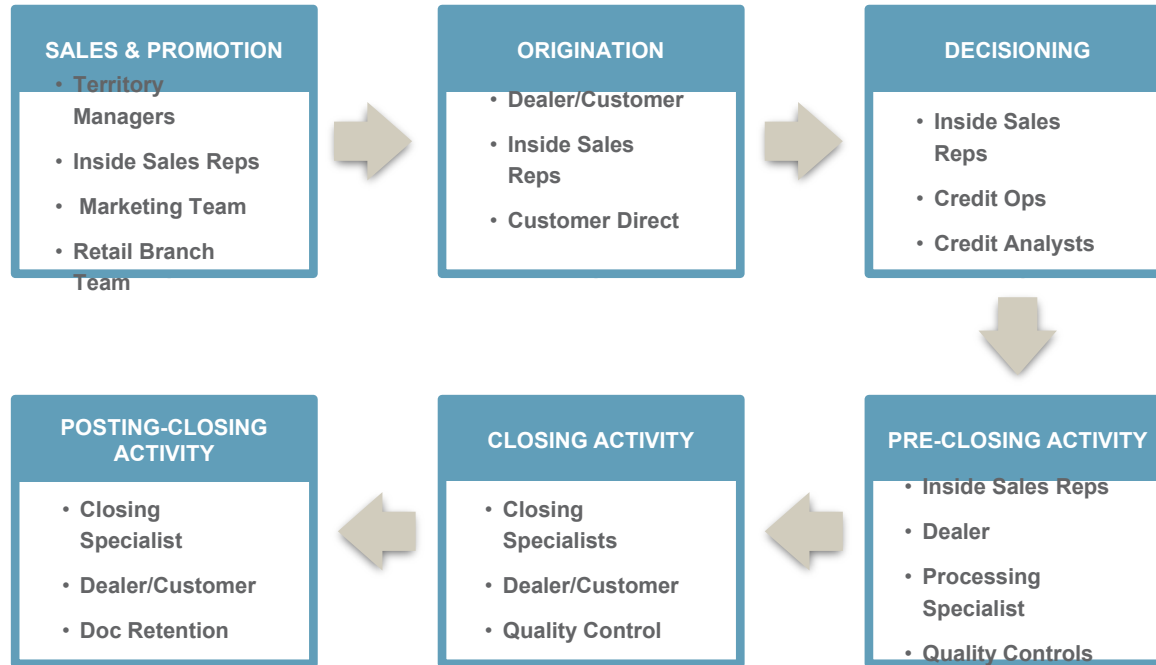 SALES & PROMOTION
• Territory
Managers
• Inside Sales Reps
• Marketing Team
• Retail Branch
Team
ORIGINATION
• Dealer/Customer
• Inside Sales
Reps
• Customer Direct
DECISIONING
• Inside Sales
Reps
• Credit Ops
• Credit Analysts
PRE-CLOSING ACTIVITY
• Inside Sales Reps
• Dealer
• Processing
Specialist
• Quality Controls
CLOSING ACTIVITY
• Closing
Specialists
• Dealer/Customer
• Quality Control
POSTING-CLOSING
ACTIVITY
• Closing
Specialist
• Dealer/Customer
• Doc Retention